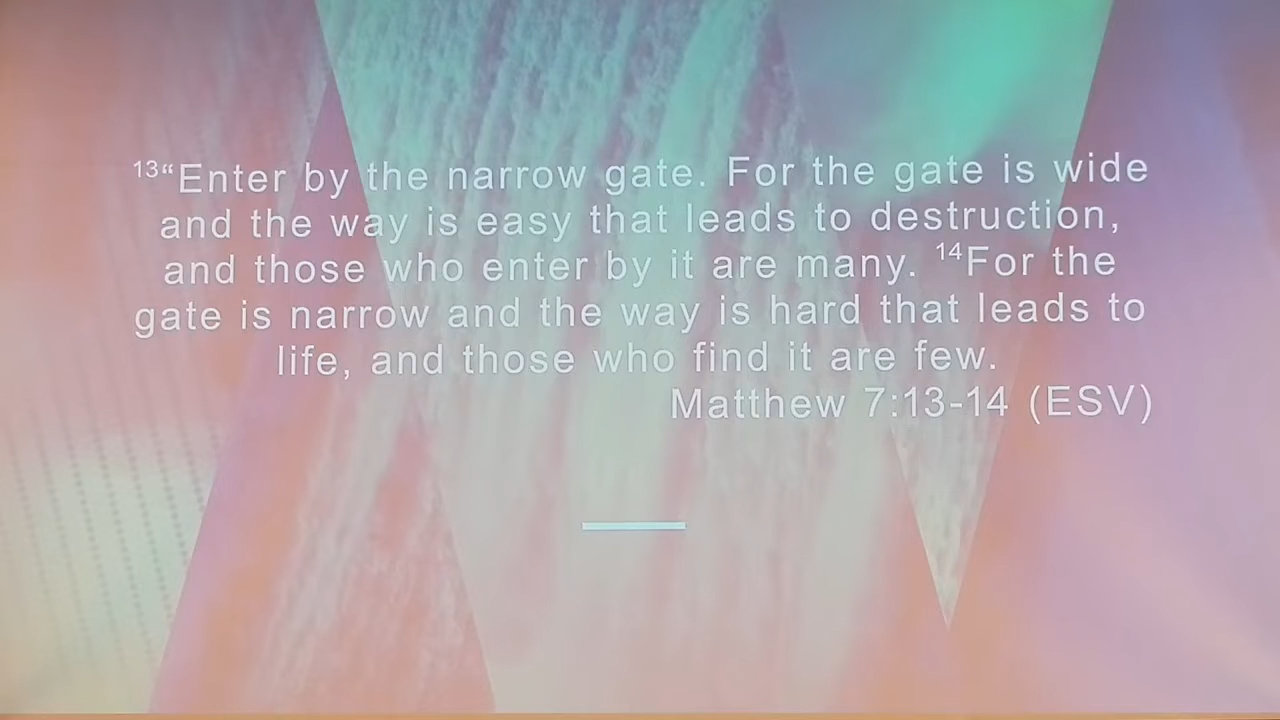 ¹³“Enter by the narrow gate. For the gate is wide
and the way is easy that leads to destruction,
and those who enter by it are many. ¹⁴For the
gate is narrow and the way is hard that leads to
life, and those who find it are few.
Matthew 7:13-14 (ESV)